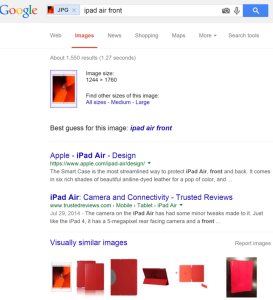 Google JPG × ipad air front
Web Images News Shopping Maps More Search tools
About 1,550 results (1.27 seconds)
Image size:
1244 × 1760
Find other sizes of this image:
All sizes - Medium - Large
Best guess for this image: ipad air front
Apple - iPad Air - Design
https://www.apple.com/ipad-air/design/
The Smart Case is the most streamlined way to protect iPad Air, front and back. It comes
in six rich shades of beautiful aniline-dyed leather for a pop of color, and ...
iPad Air: Camera and Connectivity - Trusted Reviews
www.trustedreviews.com › Mobile › Tablet › iPad Air
Jul 29, 2014 - The camera on the iPad Air has had some minor tweaks made to it. Just
like the iPad 4, it has a 5-megapixel rear facing camera and a front ...
Visually similar images Report images